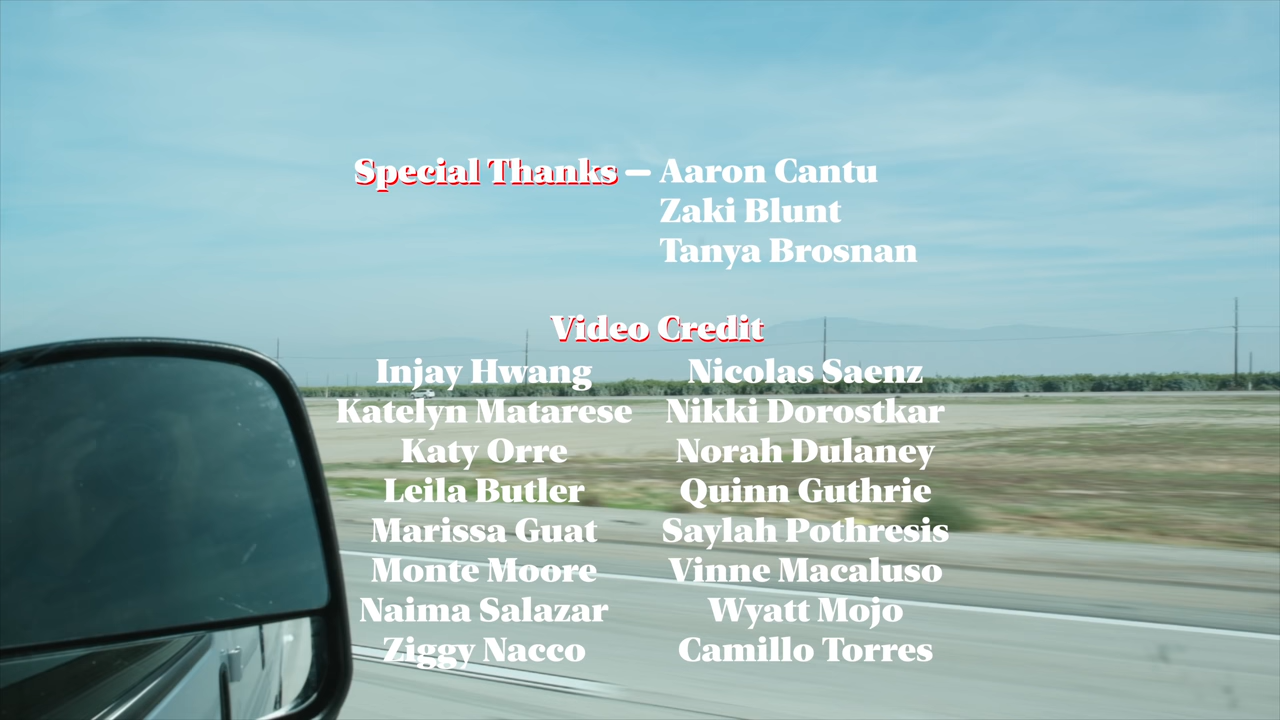 Special Thanks — Aaron Cantu
Zaki Blunt
Tanya Brosnan
Video Credit
Injay Hwang Nicolas Saenz
Katelyn Matarese Nikki Dorostkar
Katy Orre Norah Dulaney
Leila Butler Quinn Guthrie
Marissa Guat Saylah Pothresis
Monte Moore Vinne Macaluso
Naima Salazar Wyatt Mojo
Ziggy Nacco Camillo Torres